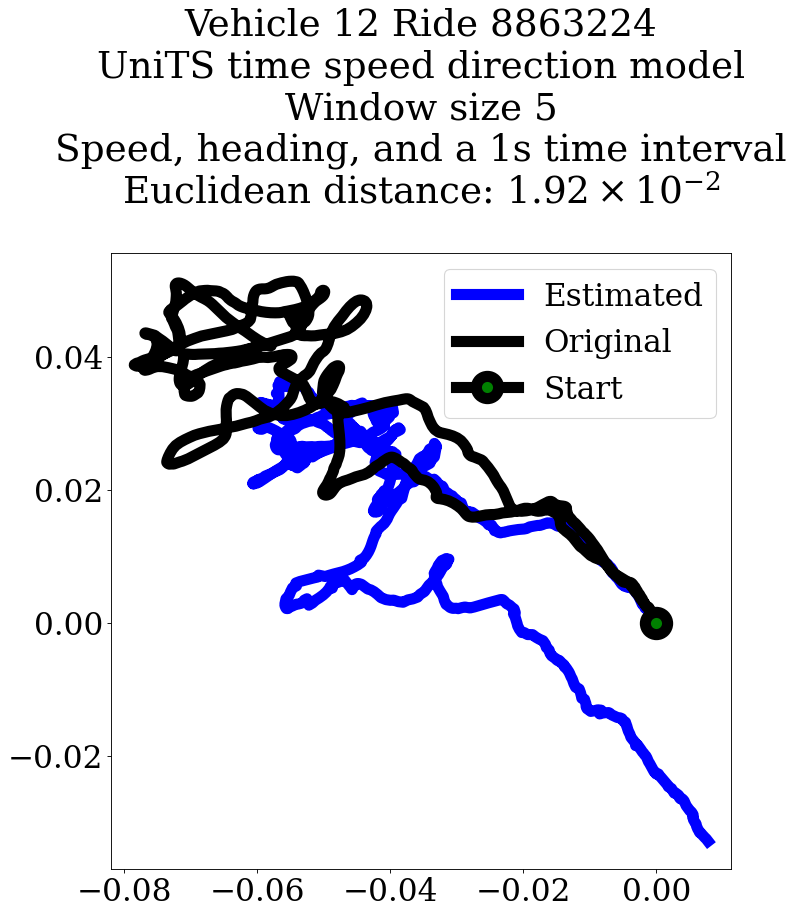 Vehicle 12 Ride 8863224
UniTS time speed direction model
Window size 5
Speed, heading, and a 1s time interval
Euclidean distance: 1.92 × 10⁻²
Estimated
Original
Start
0.04
0.02
0.00
−0.02
−0.08 −0.06 −0.04 −0.02 0.00